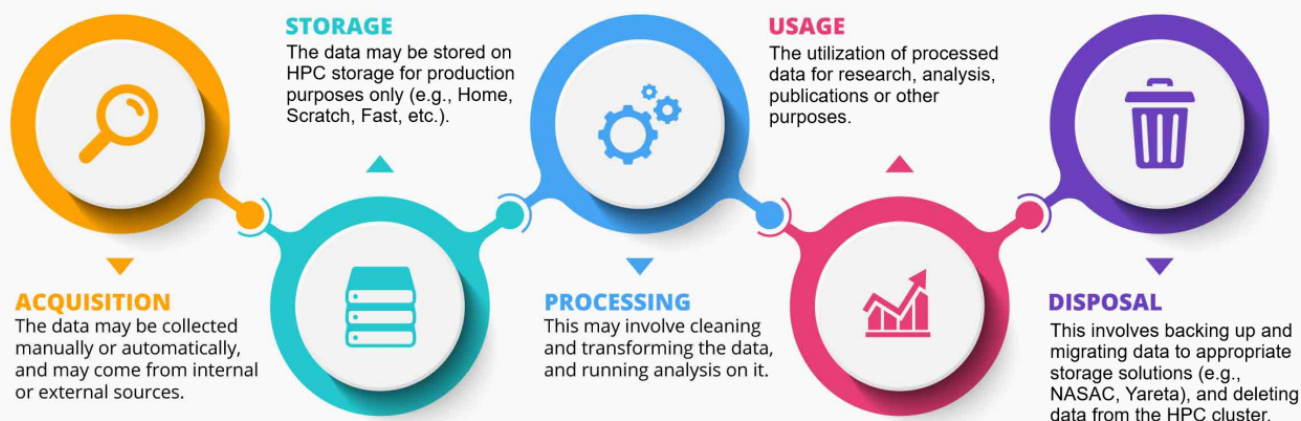 ACQUISITION
The data may be collected
manually or automatically,
and may come from internal
or external sources.
STORAGE
The data may be stored on
HPC storage for production
purposes only (e.g., Home,
Scratch, Fast, etc.).
PROCESSING
This may involve cleaning
and transforming the data,
and running analysis on it.
USAGE
The utilization of processed
data for research, analysis,
publications or other
purposes.
DISPOSAL
This involves backing up and
migrating data to appropriate
storage solutions (e.g.,
NASAC, Yareta), and deleting
data from the HPC cluster.